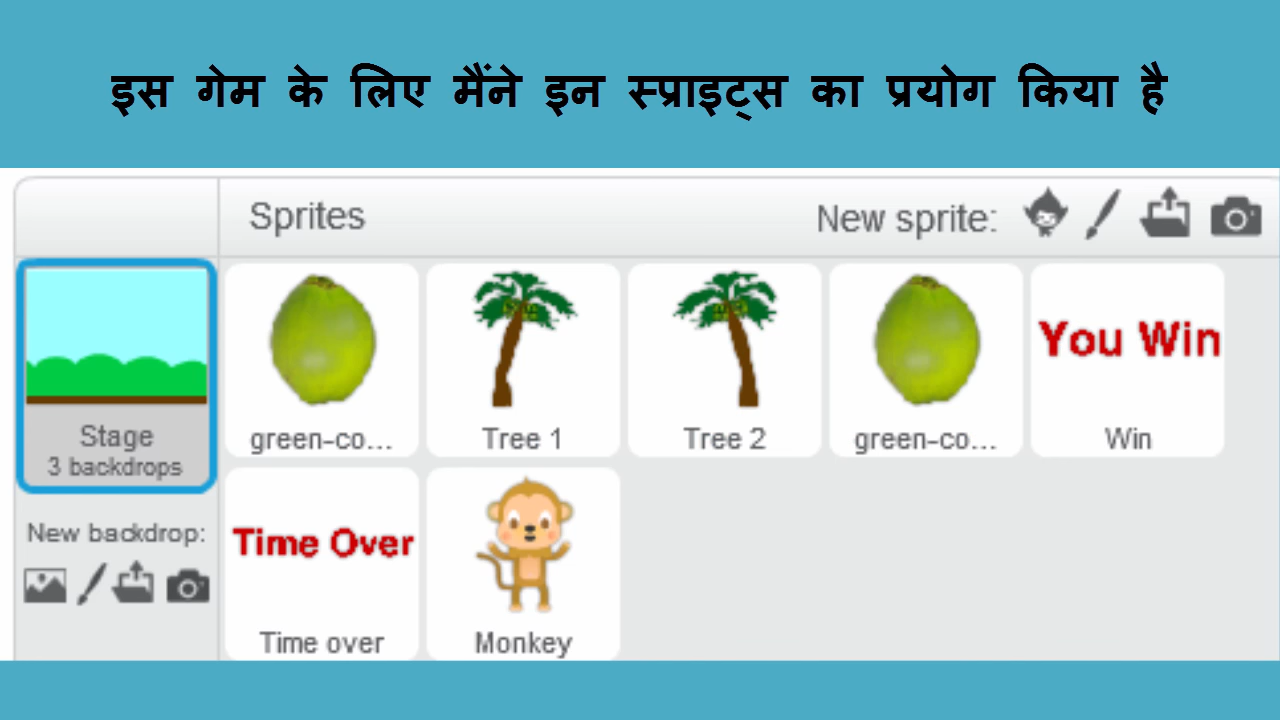 इस गेम के लिए मैंने इन स्प्राइट्स का प्रयोग किया है
Sprites
New sprite:
Stage
3 backdrops
New backdrop:
green-co...
Tree 1
Tree 2
green-co...
You Win
Win
Time Over
Time over
Monkey